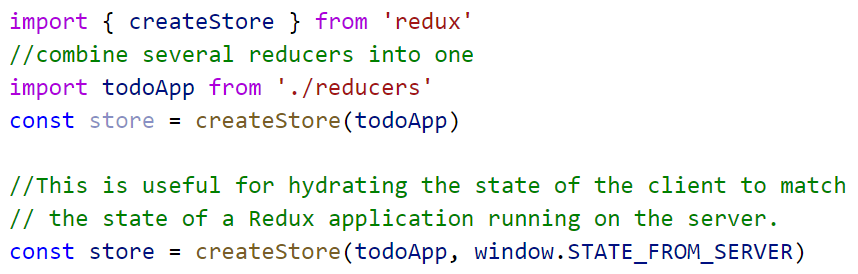 import { createStore } from 'redux'
//combine several reducers into one
import todoApp from './reducers'
const store = createStore(todoApp)
//This is useful for hydrating the state of the client to match
// the state of a Redux application running on the server.
const store = createStore(todoApp, window.STATE_FROM_SERVER)